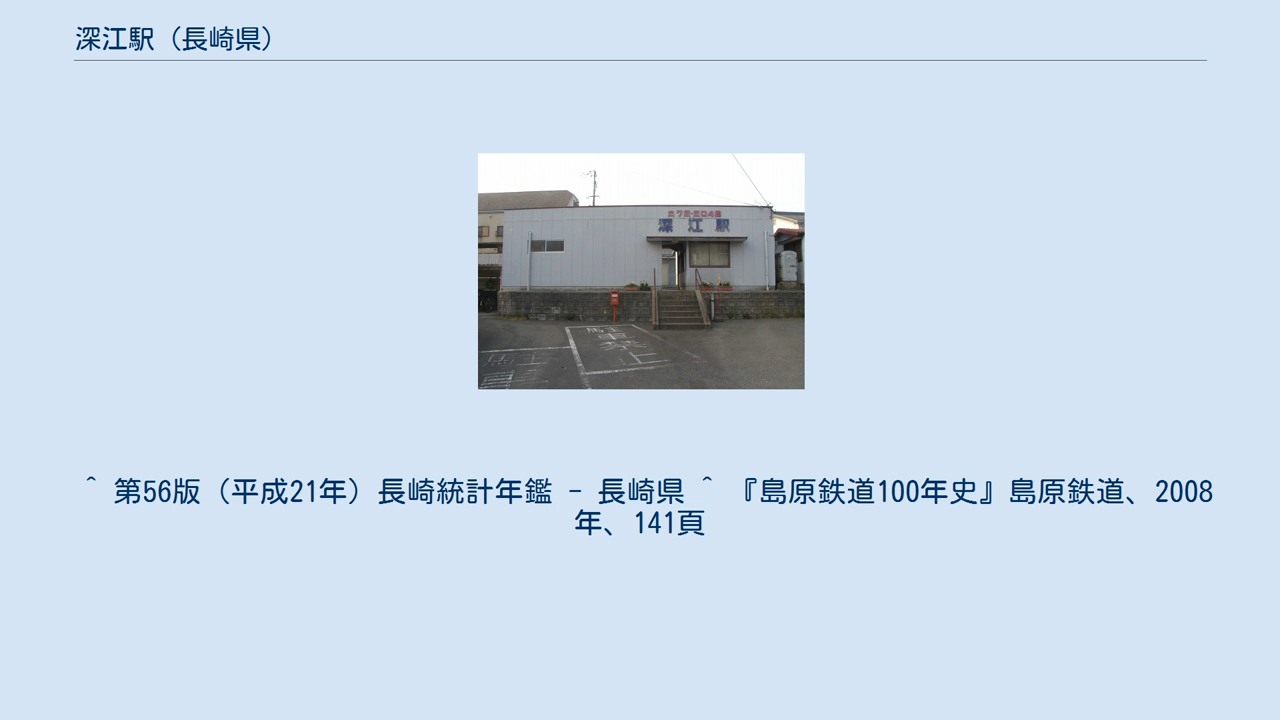 深江駅（長崎県）
深江駅
^ 第56版（平成21年）長崎統計年鑑 - 長崎県 ^ 『島原鉄道100年史』島原鉄道、2008
年、141頁